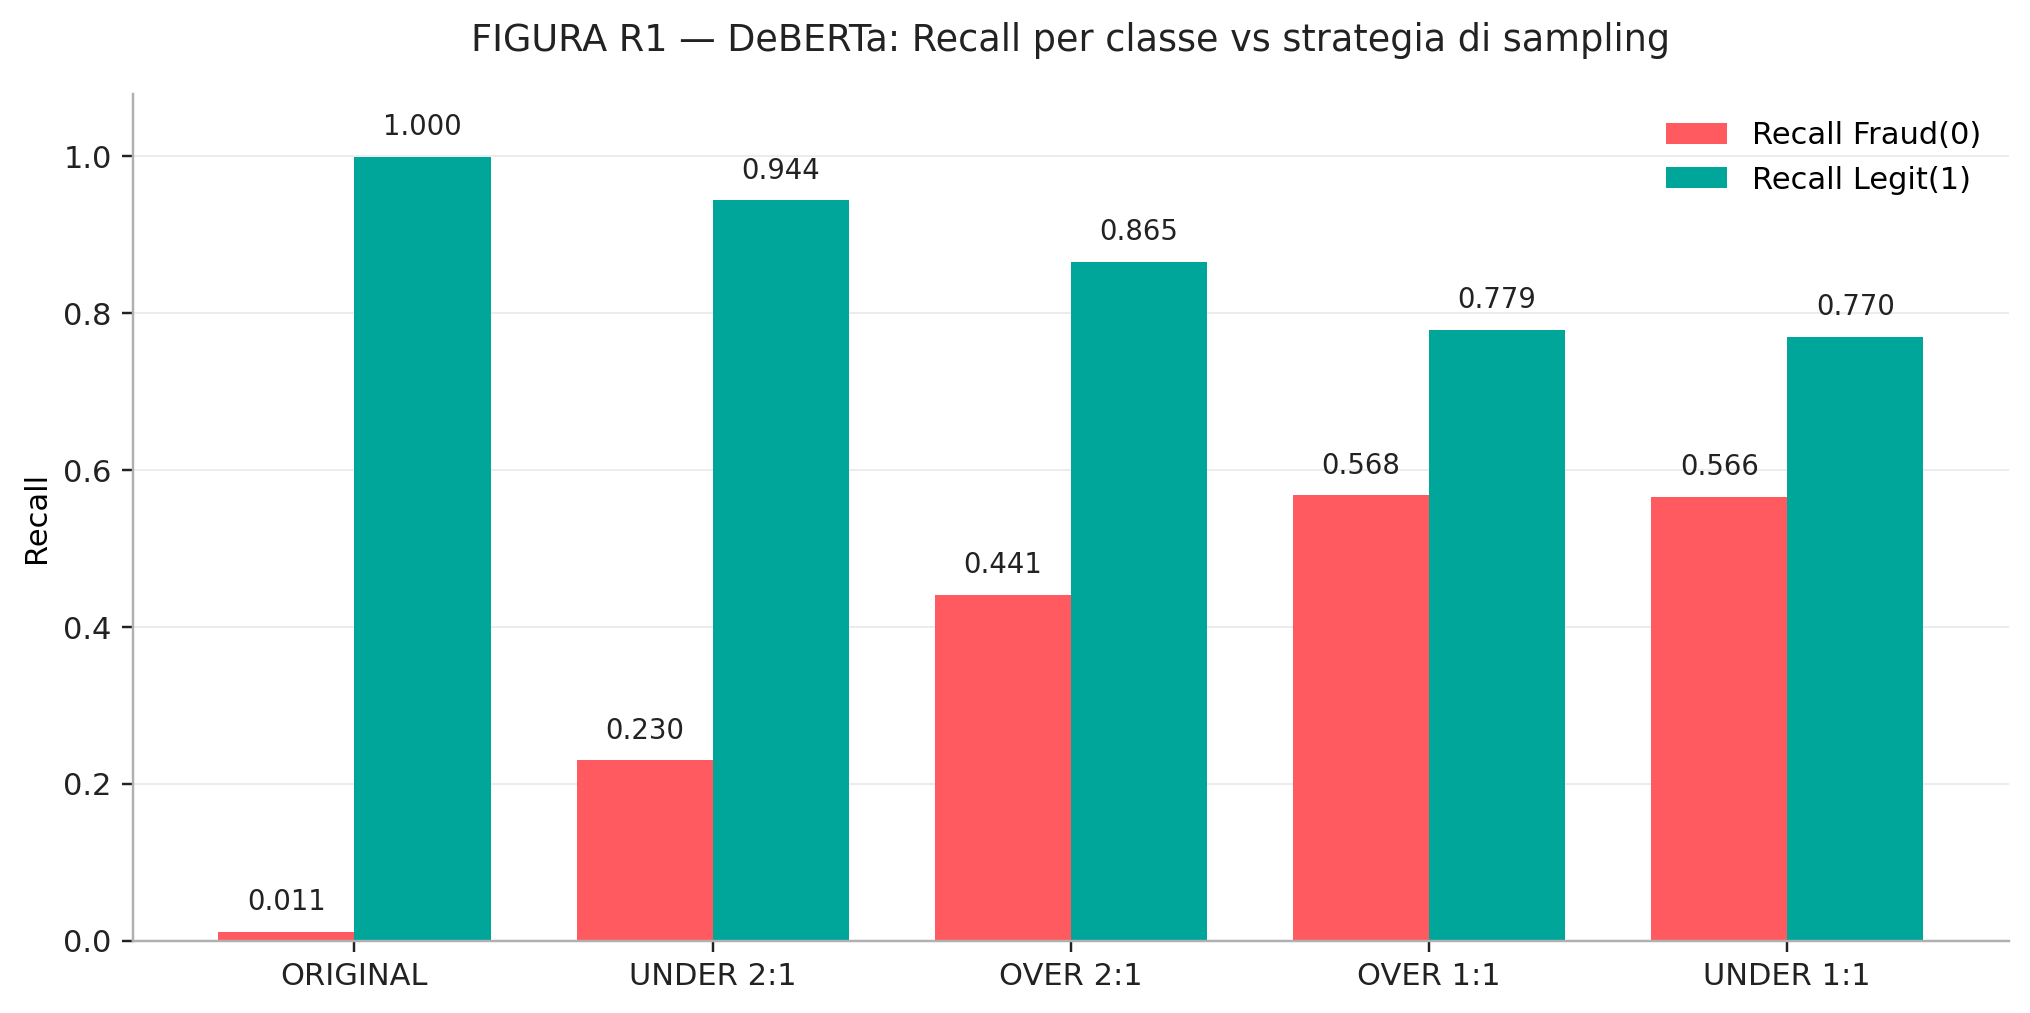 FIGURA R1 — DeBERTa: Recall per classe vs strategia di sampling
Recall Fraud(0)
Recall Legit(1)
Recall
1.0
0.8
0.6
0.4
0.2
0.0
1.000
0.944
0.865
0.779
0.770
0.568
0.566
0.441
0.230
0.011
ORIGINAL
UNDER 2:1
OVER 2:1
OVER 1:1
UNDER 1:1